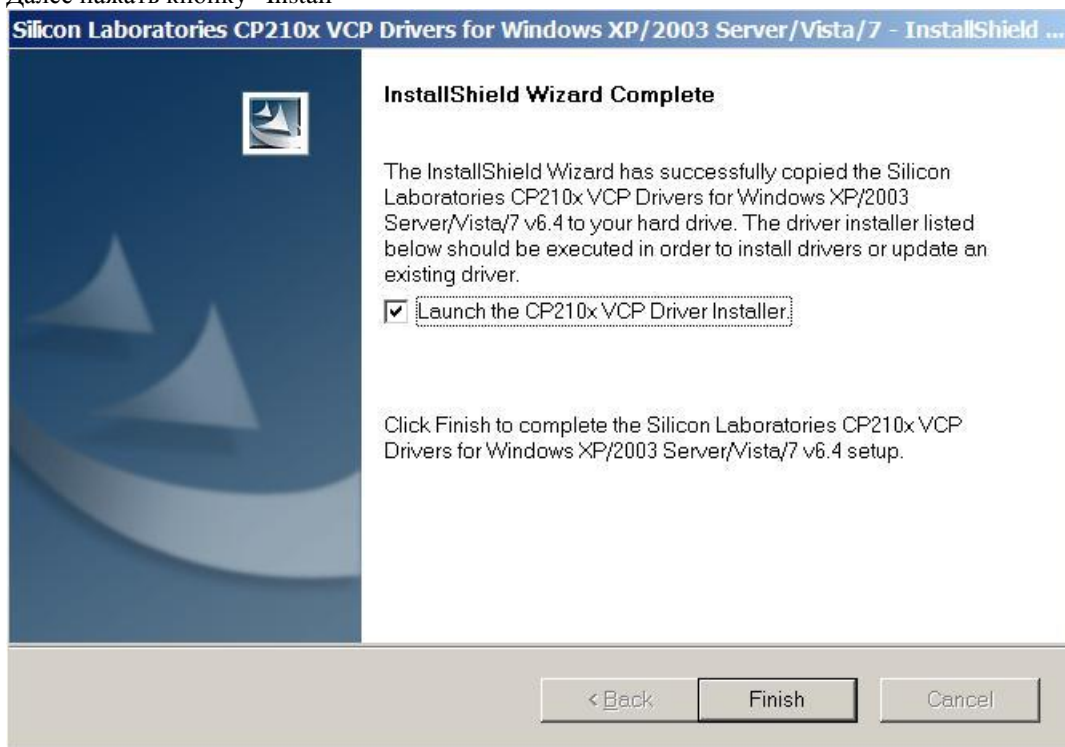 Далее нажать кнопку "Install"
Silicon Laboratories CP210x VCP Drivers for Windows XP/2003 Server/Vista/7 - InstallShield ...
InstallShield Wizard Complete
The InstallShield Wizard has successfully copied the Silicon
Laboratories CP210x VCP Drivers for Windows XP/2003
Server/Vista/7 v6.4 to your hard drive. The driver installer listed
below should be executed in order to install drivers or update an
existing driver.
Launch the CP210x VCP Driver Installer.
Click Finish to complete the Silicon Laboratories CP210x VCP
Drivers for Windows XP/2003 Server/Vista/7 v6.4 setup.
< Back
Finish
Cancel